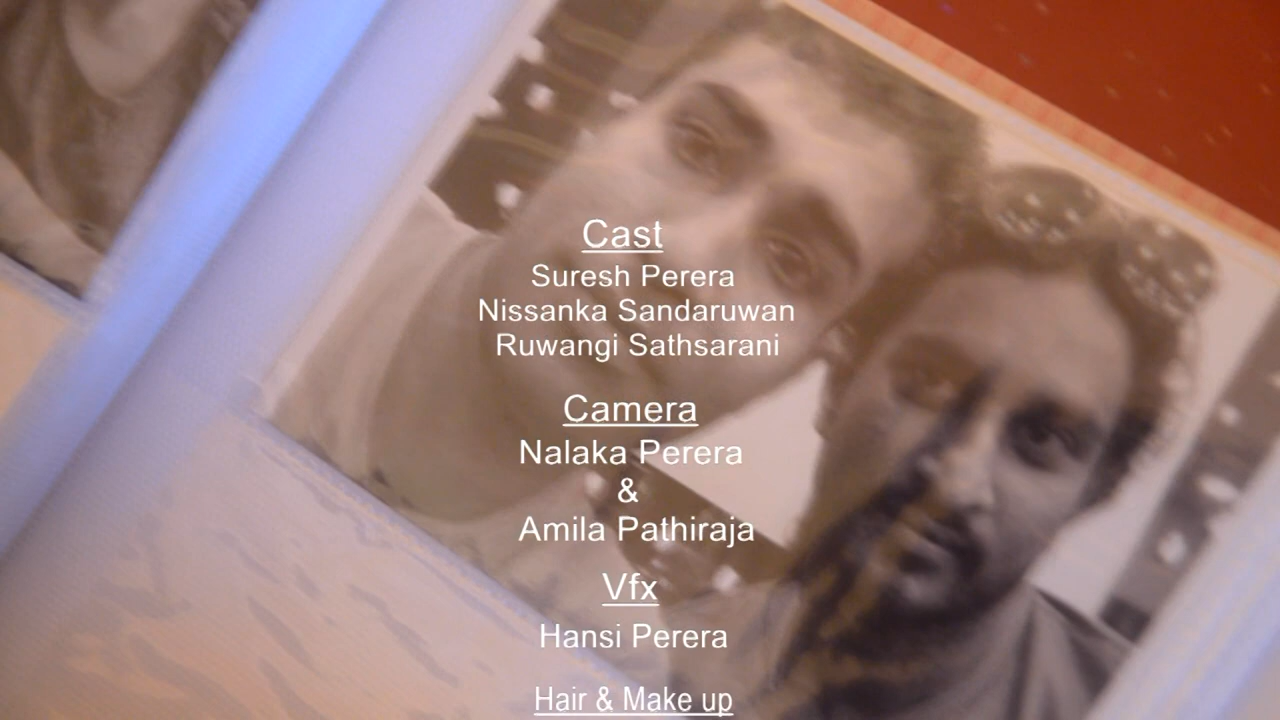 Cast
Suresh Perera
Nissanka Sandaruwan
Ruwangi Sathsarani
Camera
Nalaka Perera
&
Amila Pathiraja
Vfx
Hansi Perera
Hair & Make up